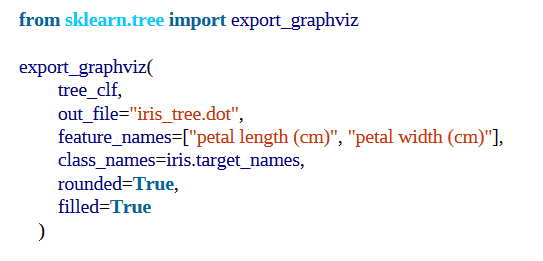 from sklearn.tree import export_graphviz
export_graphviz(
tree_clf,
out_file="iris_tree.dot",
feature_names=["petal length (cm)", "petal width (cm)"],
class_names=iris.target_names,
rounded=True,
filled=True
)